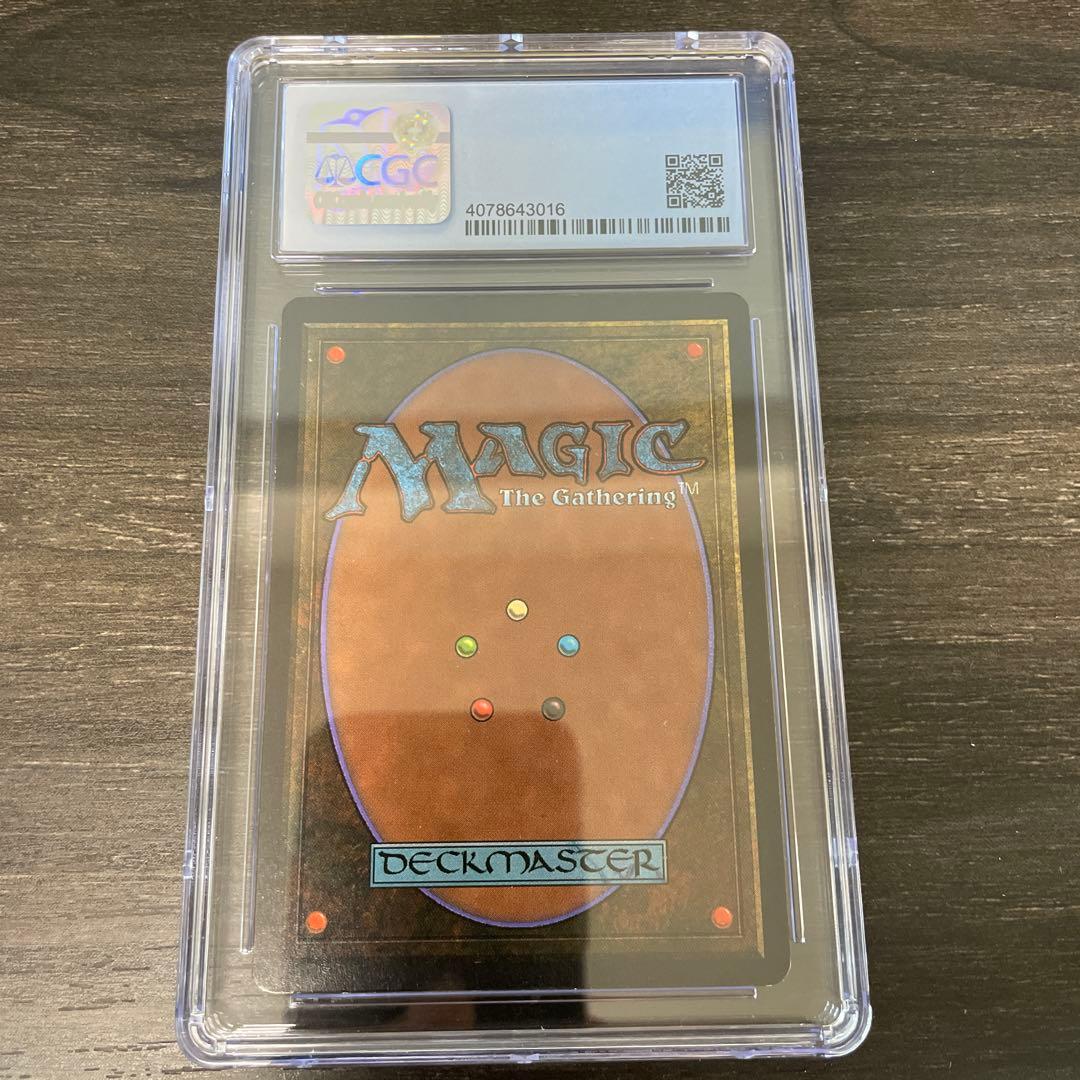 CGC
4078643016
MAGIC
The Gathering™
DECKMASTER